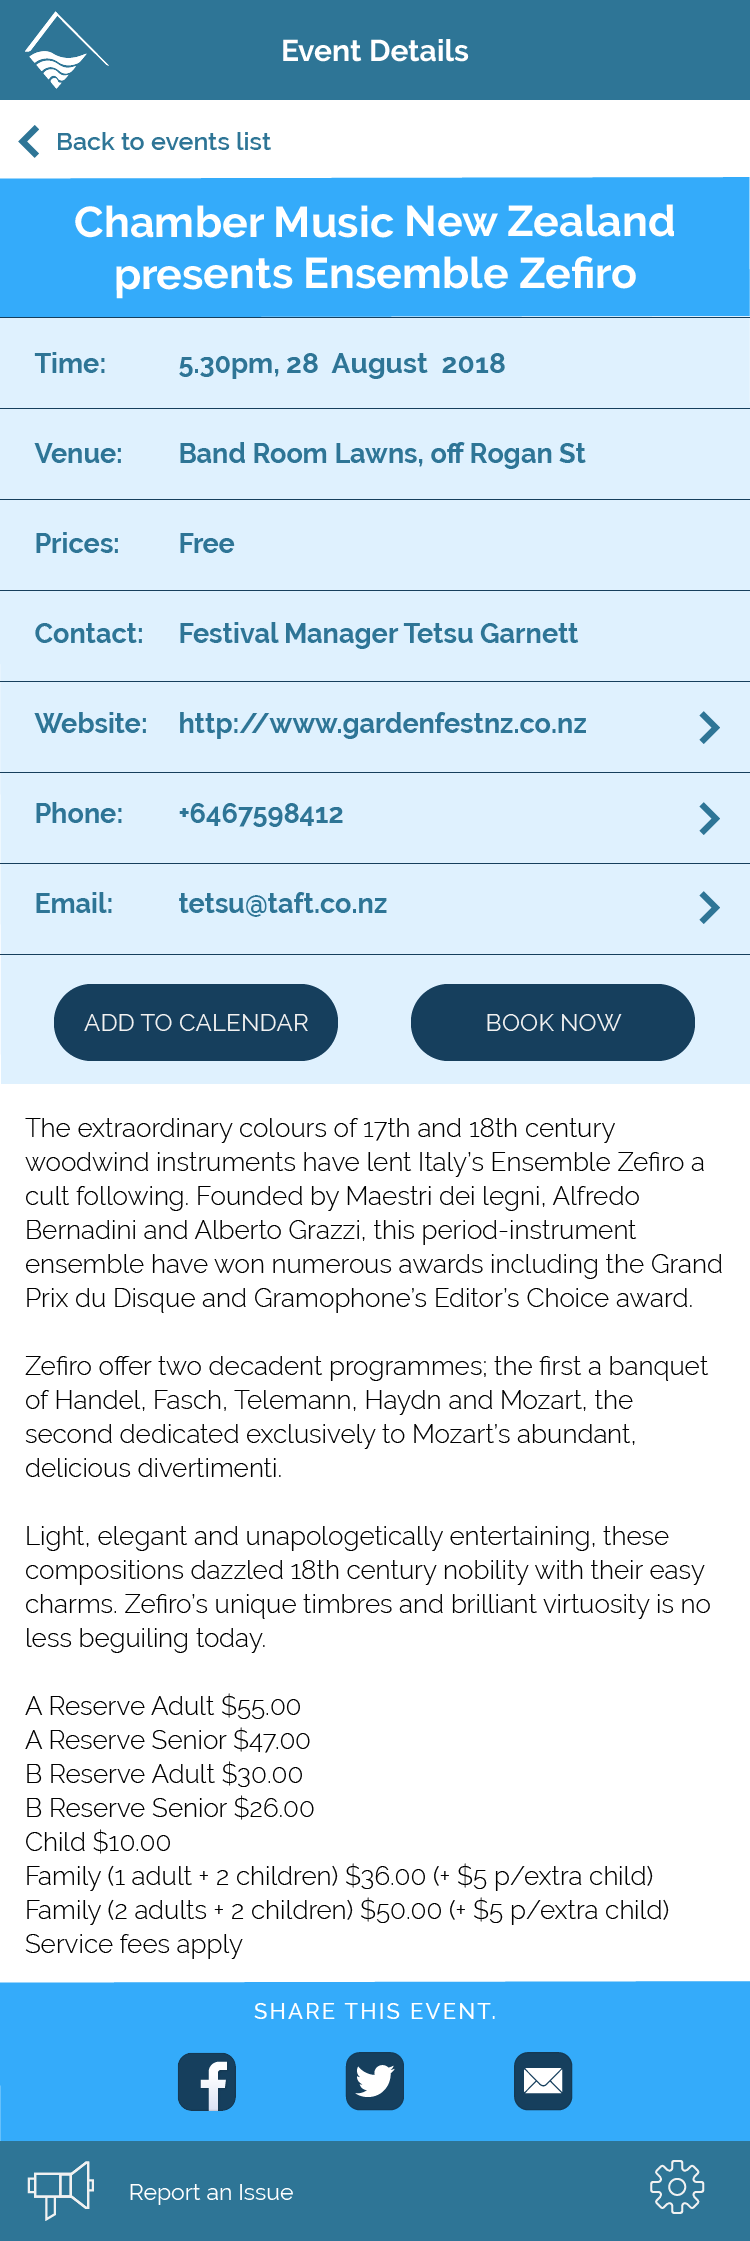 Event Details
Back to events list
Chamber Music New Zealand
presents Ensemble Zefiro
Time: 5.30pm, 28 August 2018
Venue: Band Room Lawns, off Rogan St
Prices: Free
Contact: Festival Manager Tetsu Garnett
Website: http://www.gardenfestnz.co.nz
Phone: +6467598412
Email: tetsu@taft.co.nz
ADD TO CALENDAR BOOK NOW
The extraordinary colours of 17th and 18th century
woodwind instruments have lent Italy's Ensemble Zefiro a
cult following. Founded by Maestri dei legni, Alfredo
Bernadini and Alberto Grazzi, this period-instrument
ensemble have won numerous awards including the Grand
Prix du Disque and Gramophone's Editor's Choice award.
Zefiro offer two decadent programmes; the first a banquet
of Handel, Fasch, Telemann, Haydn and Mozart, the
second dedicated exclusively to Mozart's abundant,
delicious divertimenti.
Light, elegant and unapologetically entertaining, these
compositions dazzled 18th century nobility with their easy
charms. Zefiro's unique timbres and brilliant virtuosity is no
less beguiling today.
A Reserve Adult $55.00
A Reserve Senior $47.00
B Reserve Adult $30.00
B Reserve Senior $26.00
Child $10.00
Family (1 adult + 2 children) $36.00 (+ $5 p/extra child)
Family (2 adults + 2 children) $50.00 (+ $5 p/extra child)
Service fees apply
SHARE THIS EVENT.
Report an Issue